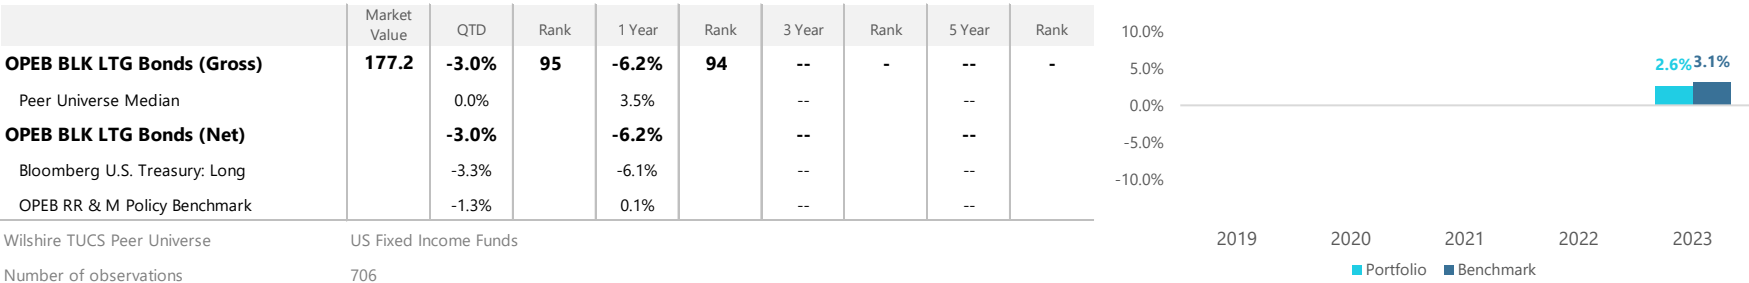 Market Value QTD Rank 1 Year Rank 3 Year Rank 5 Year Rank
OPEB BLK LTG Bonds (Gross) 177.2 -3.0% 95 -6.2% 94 -- - -- -
Peer Universe Median 0.0% 3.5% -- --
OPEB BLK LTG Bonds (Net) -3.0% -6.2% -- --
Bloomberg U.S. Treasury: Long -3.3% -6.1% -- --
OPEB RR & M Policy Benchmark -1.3% 0.1% -- --
Wilshire TUCS Peer Universe US Fixed Income Funds
Number of observations 706
10.0%
5.0%
0.0%
-5.0%
-10.0%
2.6% 3.1%
2019 2020 2021 2022 2023
Portfolio Benchmark